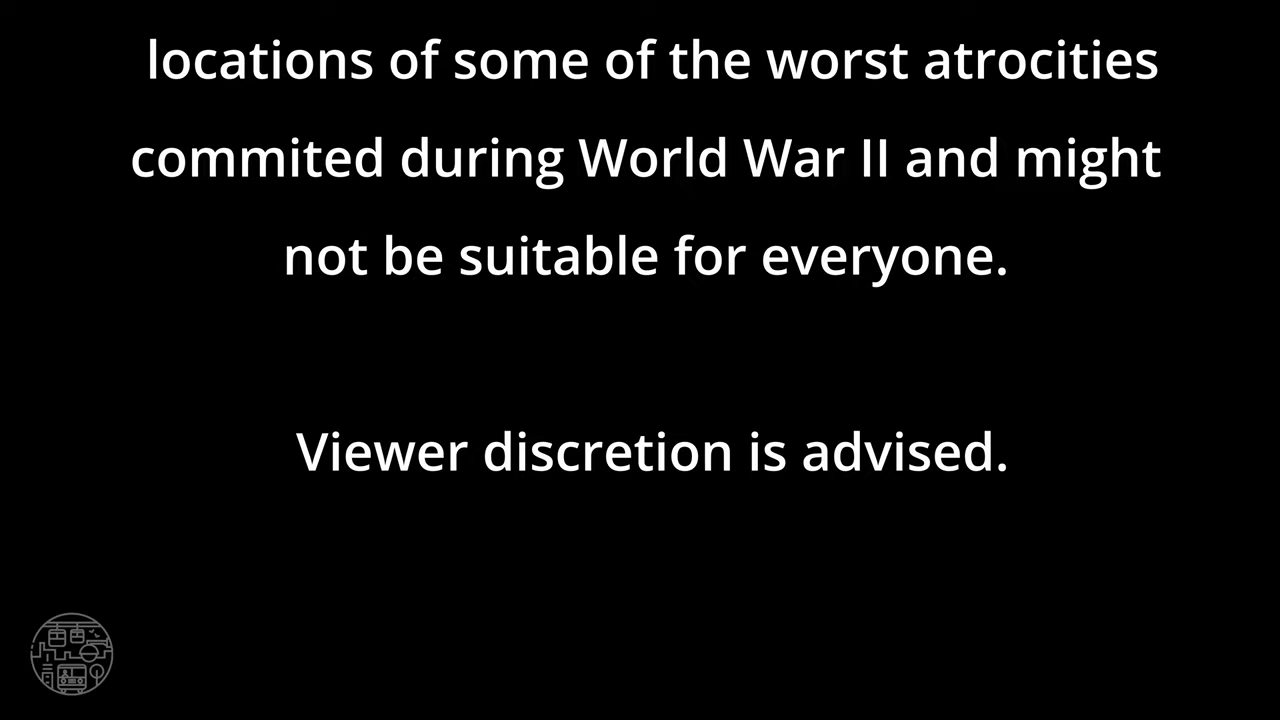 locations of some of the worst atrocities
commited during World War II and might
not be suitable for everyone.
Viewer discretion is advised.